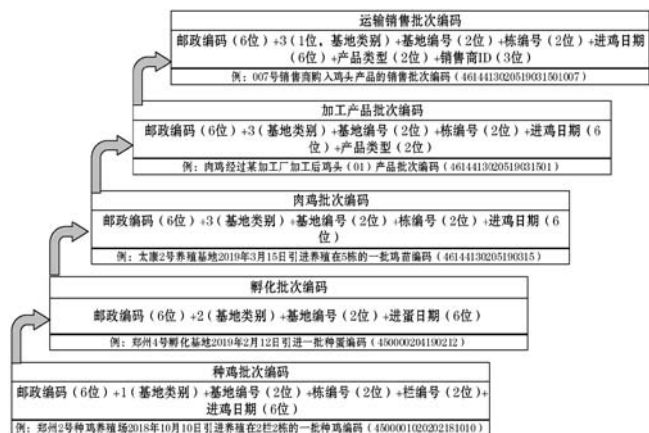 运输销售批次编码
邮政编码（6位）+3（1位，基地类别）+基地编号（2位）+栋编号（2位）+进鸡日期
（6位）+产品类型（2位）+销售商ID（3位）
例：007号销售商购入鸡头产品的销售批次编码（4614413020519031501007）
加工产品批次编码
邮政编码（6位）+3（基地类别）+基地编号（2位）+栋编号（2位）+进鸡日期（6
位）+产品类型（2位）
例：肉鸡经过某加工厂加工后鸡头（01）产品批次编码（4614413020519031501）
肉鸡批次编码
邮政编码（6位）+3（基地类别）+基地编号（2位）+栋编号（2位）+进鸡日期（6
位）
例：太康2号养殖基地2019年3月15日引进养殖在5栋的一批鸡苗编码（46144130205190315）
孵化批次编码
邮政编码（6位）+2（基地类别）+基地编号（2位）+进蛋日期（6位）
例：郑州4号孵化基地2019年2月12日引进一批种蛋编码（450000204190212）
种鸡批次编码
邮政编码（6位）+1（基地类别）+基地编号（2位）+栋编号（2位）+栏编号（2位）+
进鸡日期（6位）
例：郑州2号种鸡养殖场2018年10月10日引进养殖在2栏2栋的一批种鸡编码（4500001020202181010）